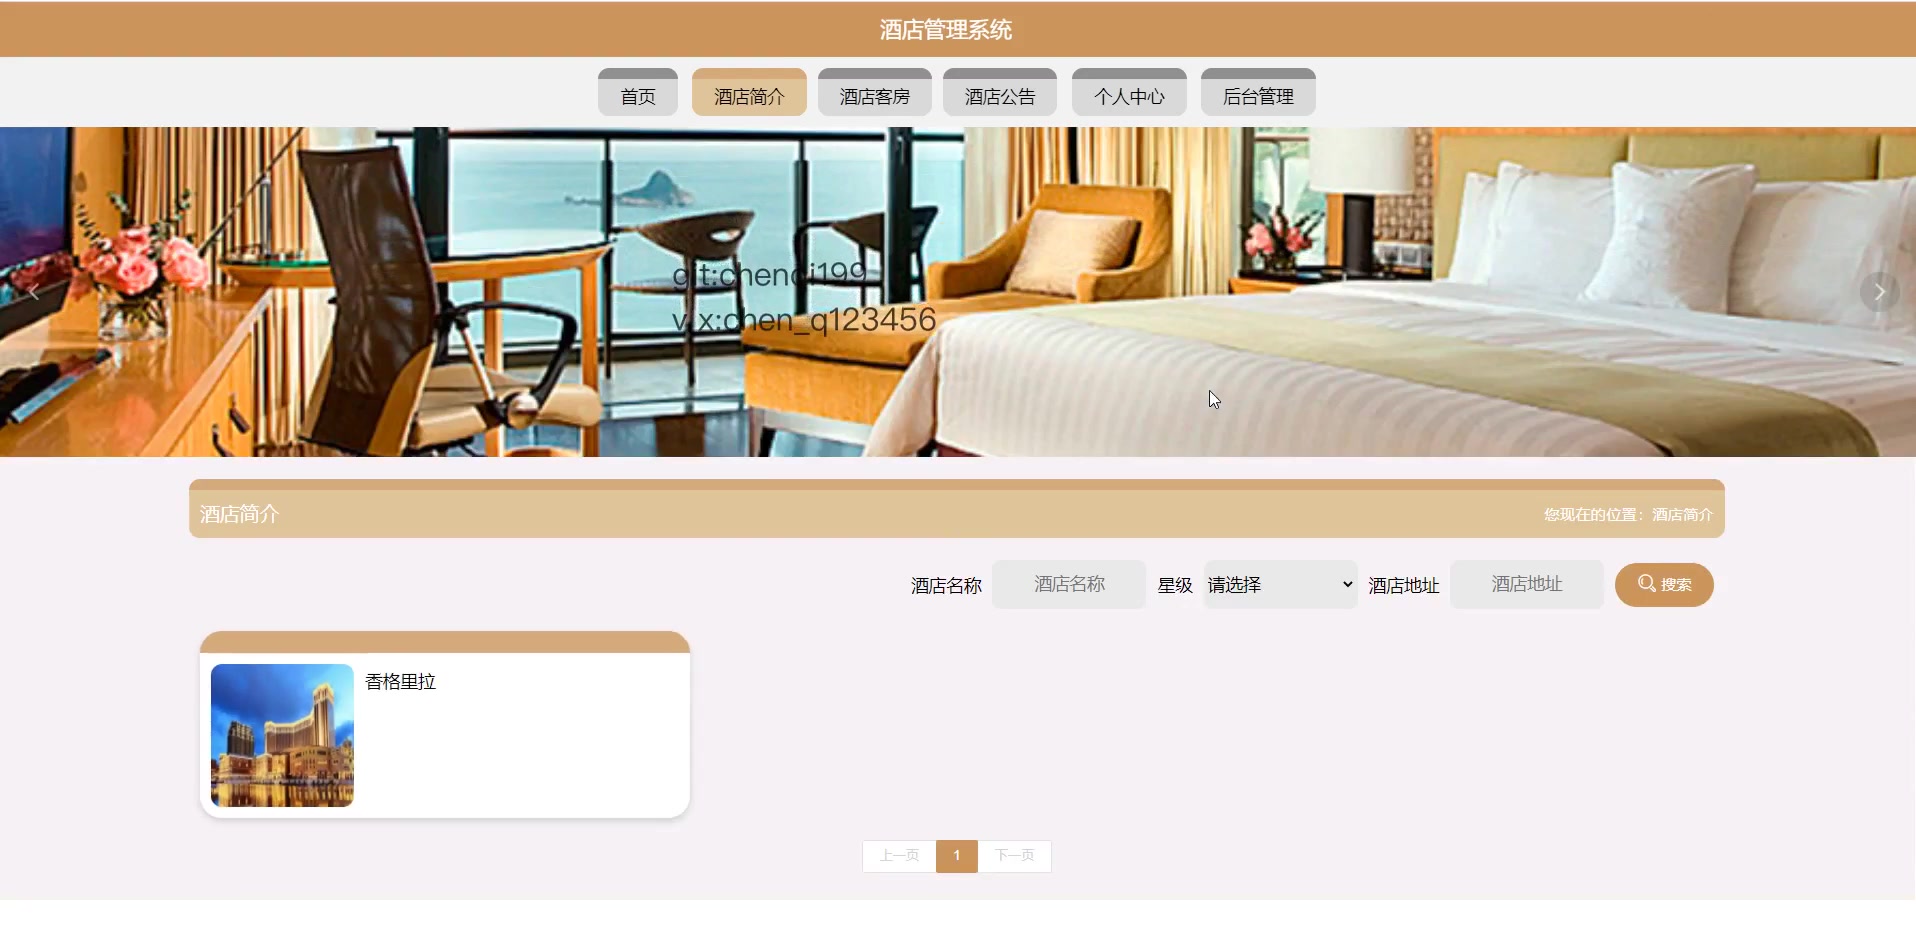 酒店管理系统
首页 酒店简介 酒店客房 酒店公告 个人中心 后台管理
git:chenqi199
v x:chen_q123456
酒店简介 您现在的位置：酒店简介
酒店名称 酒店名称 星级 请选择 酒店地址 酒店地址 搜索
香格里拉
上一页 1 下一页